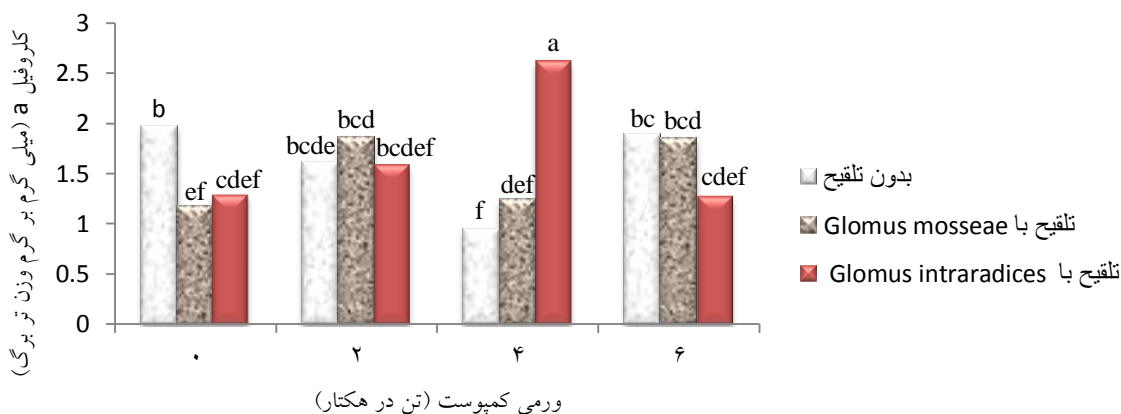 کلروفیل a (میلی گرم بر گرم وزن تر برگ)
3
2.5
2
1.5
1
0.5
0
b
ef
cdef
bcde
bcd
bcdef
f
def
a
bc
bcd
cdef
۰
۲
۴
۶
ورمی کمپوست (تن در هکتار)
بدون تلقیح
تلقیح با Glomus mosseae
تلقیح با Glomus intraradices